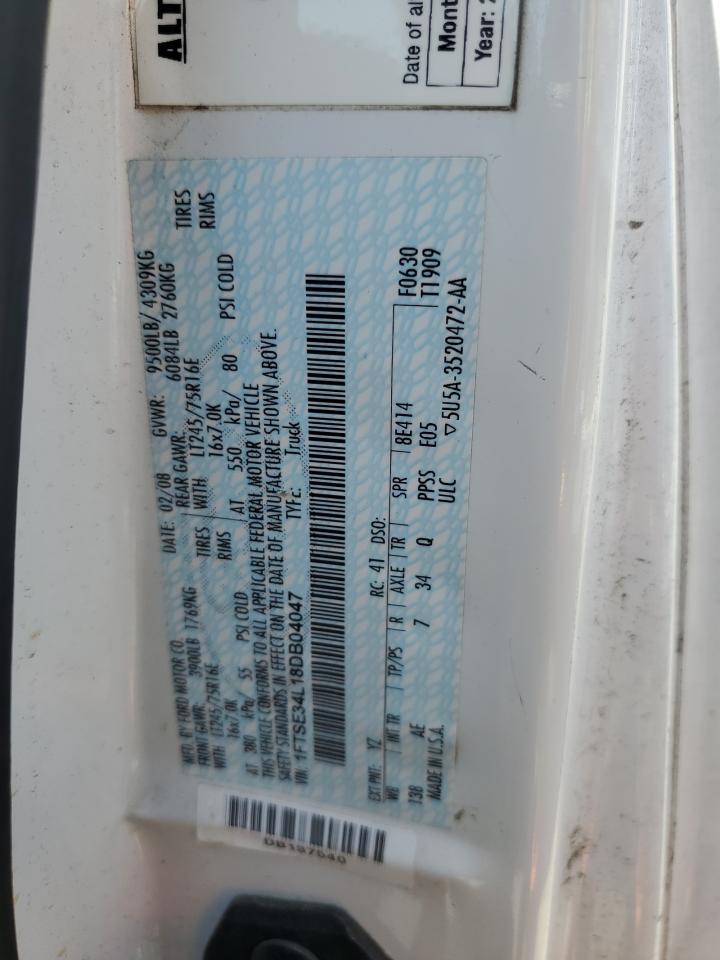 ALT
Date of al
Mont
Year: 2
MFD. BY FORD MOTOR CO.
DATE: 02/08 GVWR: 9500LB/ 4309KG
FRONT GAWR: 3900LB 1769KG REAR GAWR: 6084LB 2760KG
WITH LT245/75R16E TIRES WITH LT245/75R16E TIRES
16x7.0K RIMS 16x7.0K RIMS
AT 380 kPa/ 55 PSI COLD AT 550 kPa/ 80 PSI COLD
THIS VEHICLE CONFORMS TO ALL APPLICABLE FEDERAL MOTOR VEHICLE
SAFETY STANDARDS IN EFFECT ON THE DATE OF MANUFACTURE SHOWN ABOVE.
VIN: 1FTSE34L18DB04047 TYPE: Truck
EXT PNT: YZ RC: 41 DSO: F0630
WB INT TR TP/PS R AXLE TR SPR 8E414 T1909
138 AE 7 34 Q PPSS E05
MADE IN U.S.A. ULC ▽5U5A-3520472-AA
DB197640